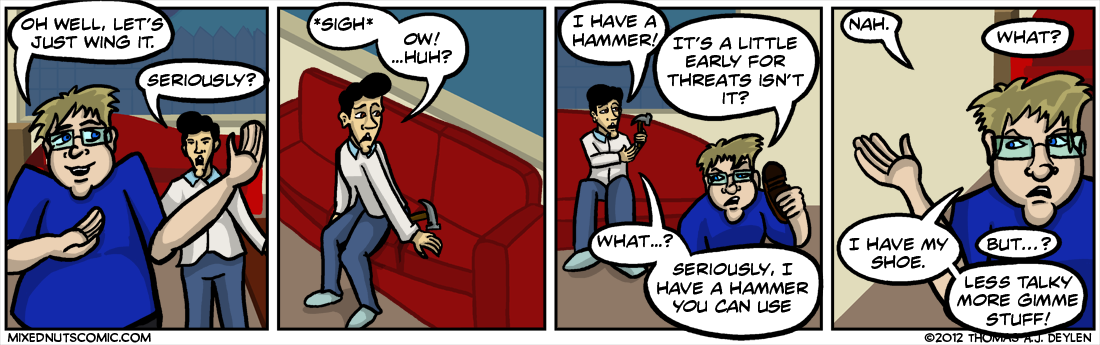 OH WELL, LET'S
JUST WING IT.
SERIOUSLY?
*SIGH*
OW!
...HUH?
I HAVE A
HAMMER!
IT'S A LITTLE
EARLY FOR
THREATS ISN'T
IT?
WHAT...?
SERIOUSLY, I
HAVE A HAMMER
YOU CAN USE
NAH.
WHAT?
I HAVE MY
SHOE.
BUT...?
LESS TALKY
MORE GIMME
STUFF!
MIXEDNUTSCOMIC.COM
©2012 THOMAS A.J. DEYLEN